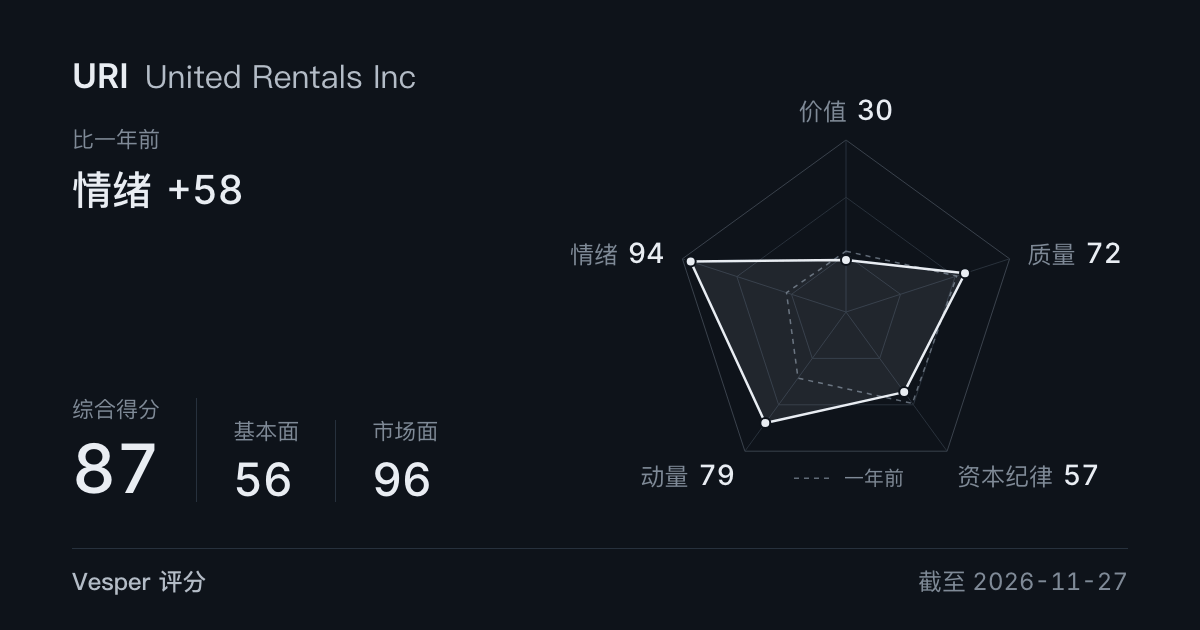 URI United Rentals Inc
比一年前
情绪 +58
价值 30
情绪 94
质量 72
动量 79
一年前
资本纪律 57
综合得分
87
基本面
56
市场面
96
Vesper 评分
截至 2026-11-27